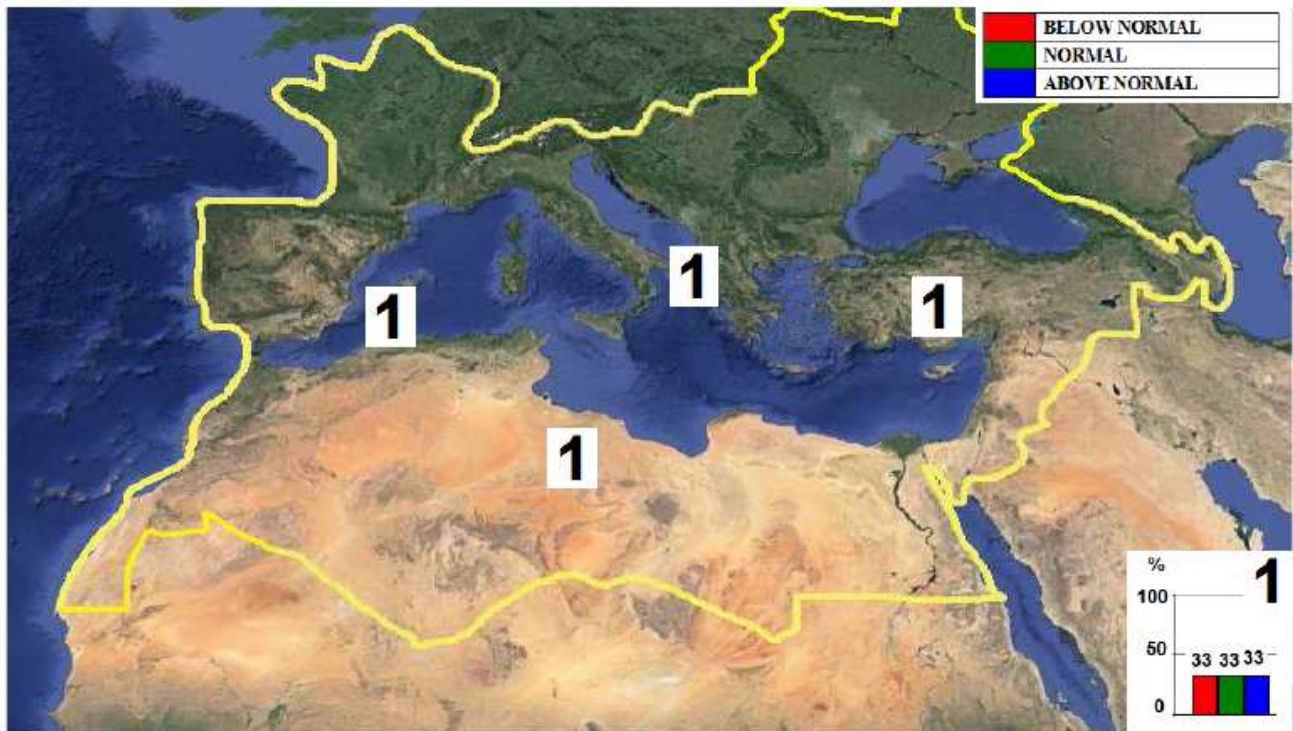 BELOW NORMAL
NORMAL
ABOVE NORMAL
1
1
1
1
% 1
100
50
33 33 33
0